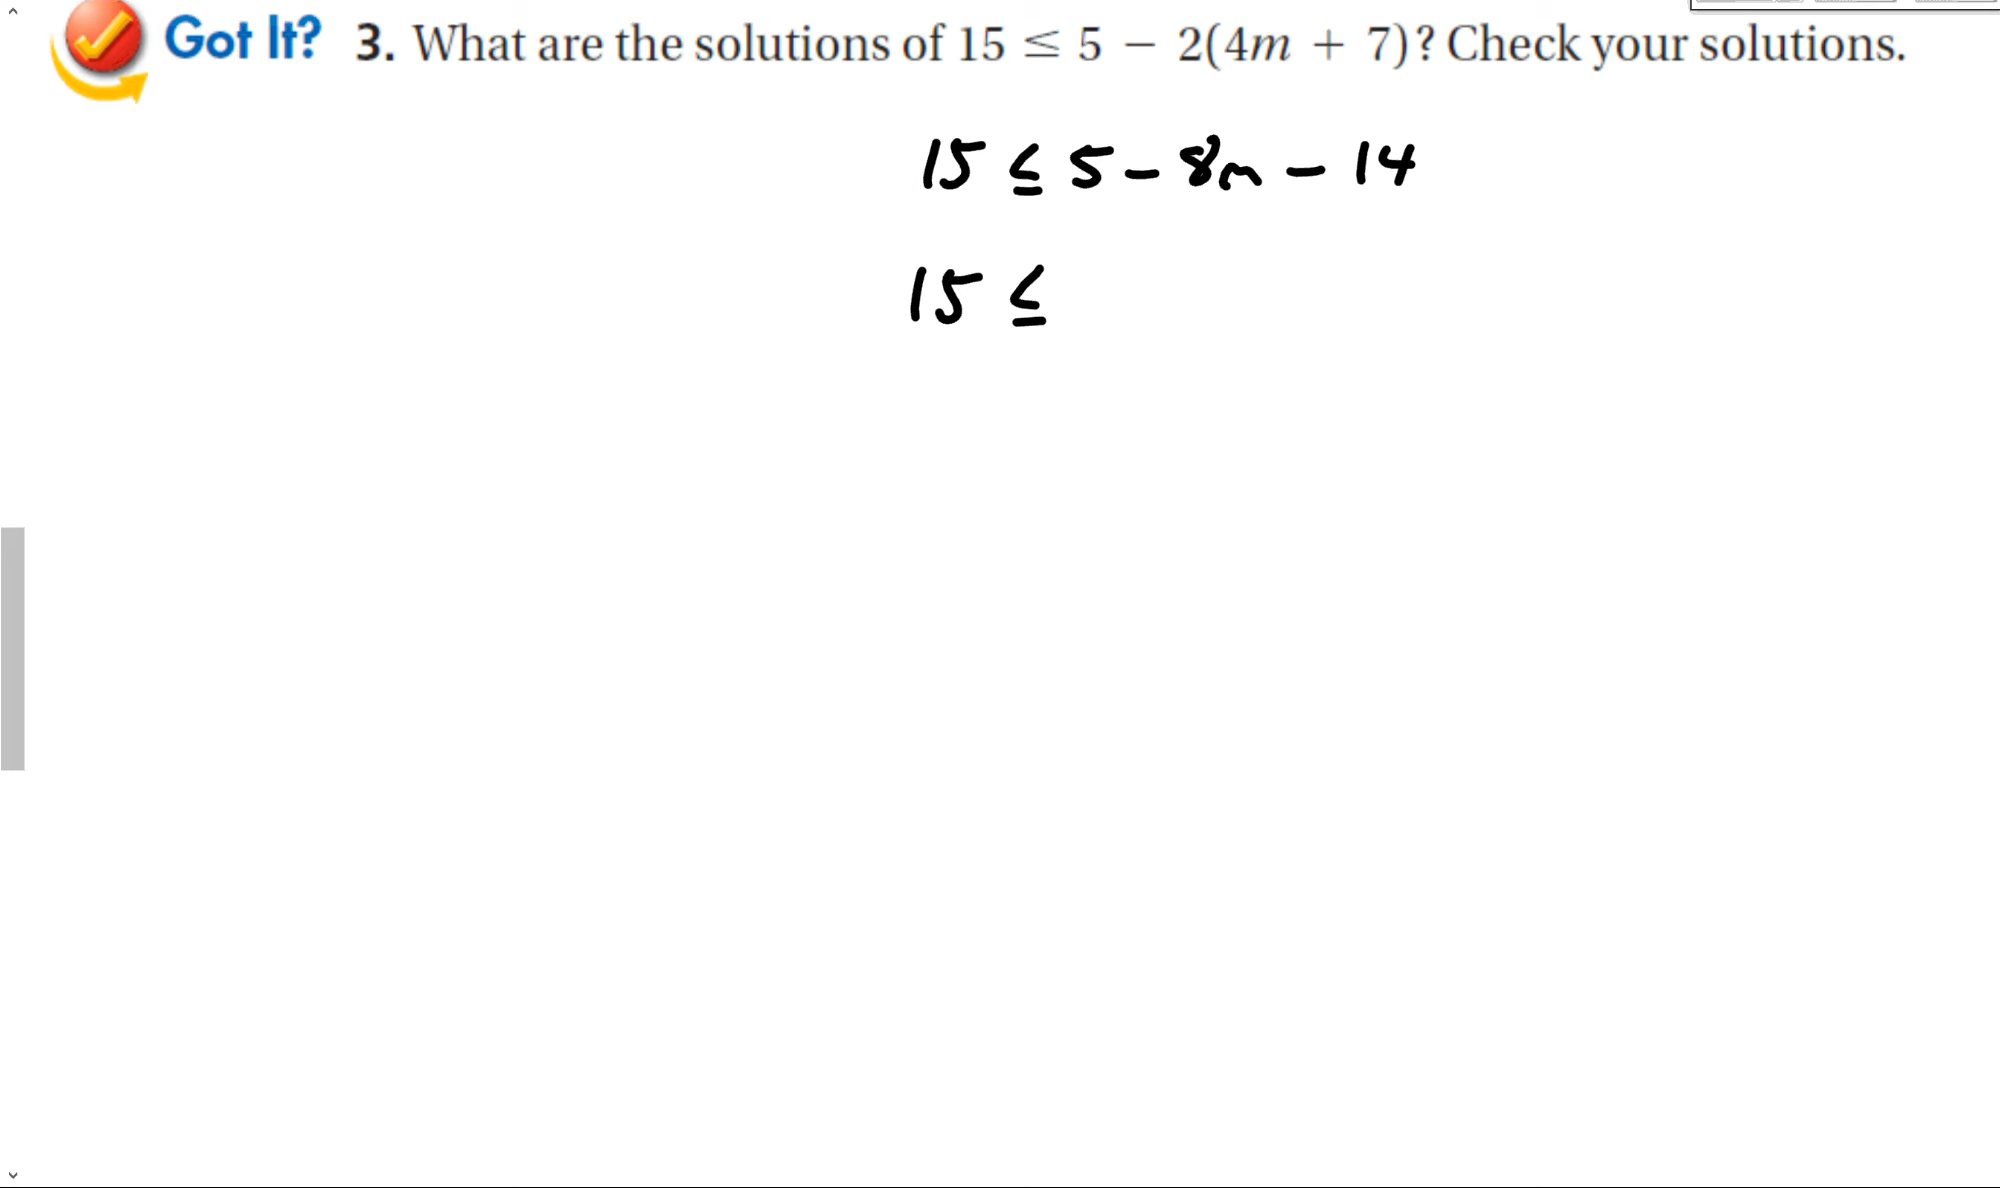 Got It? 3. What are the solutions of 15 ≤ 5 − 2(4m + 7)? Check your solutions.
15 ≤ 5 − 8m − 14
15 ≤